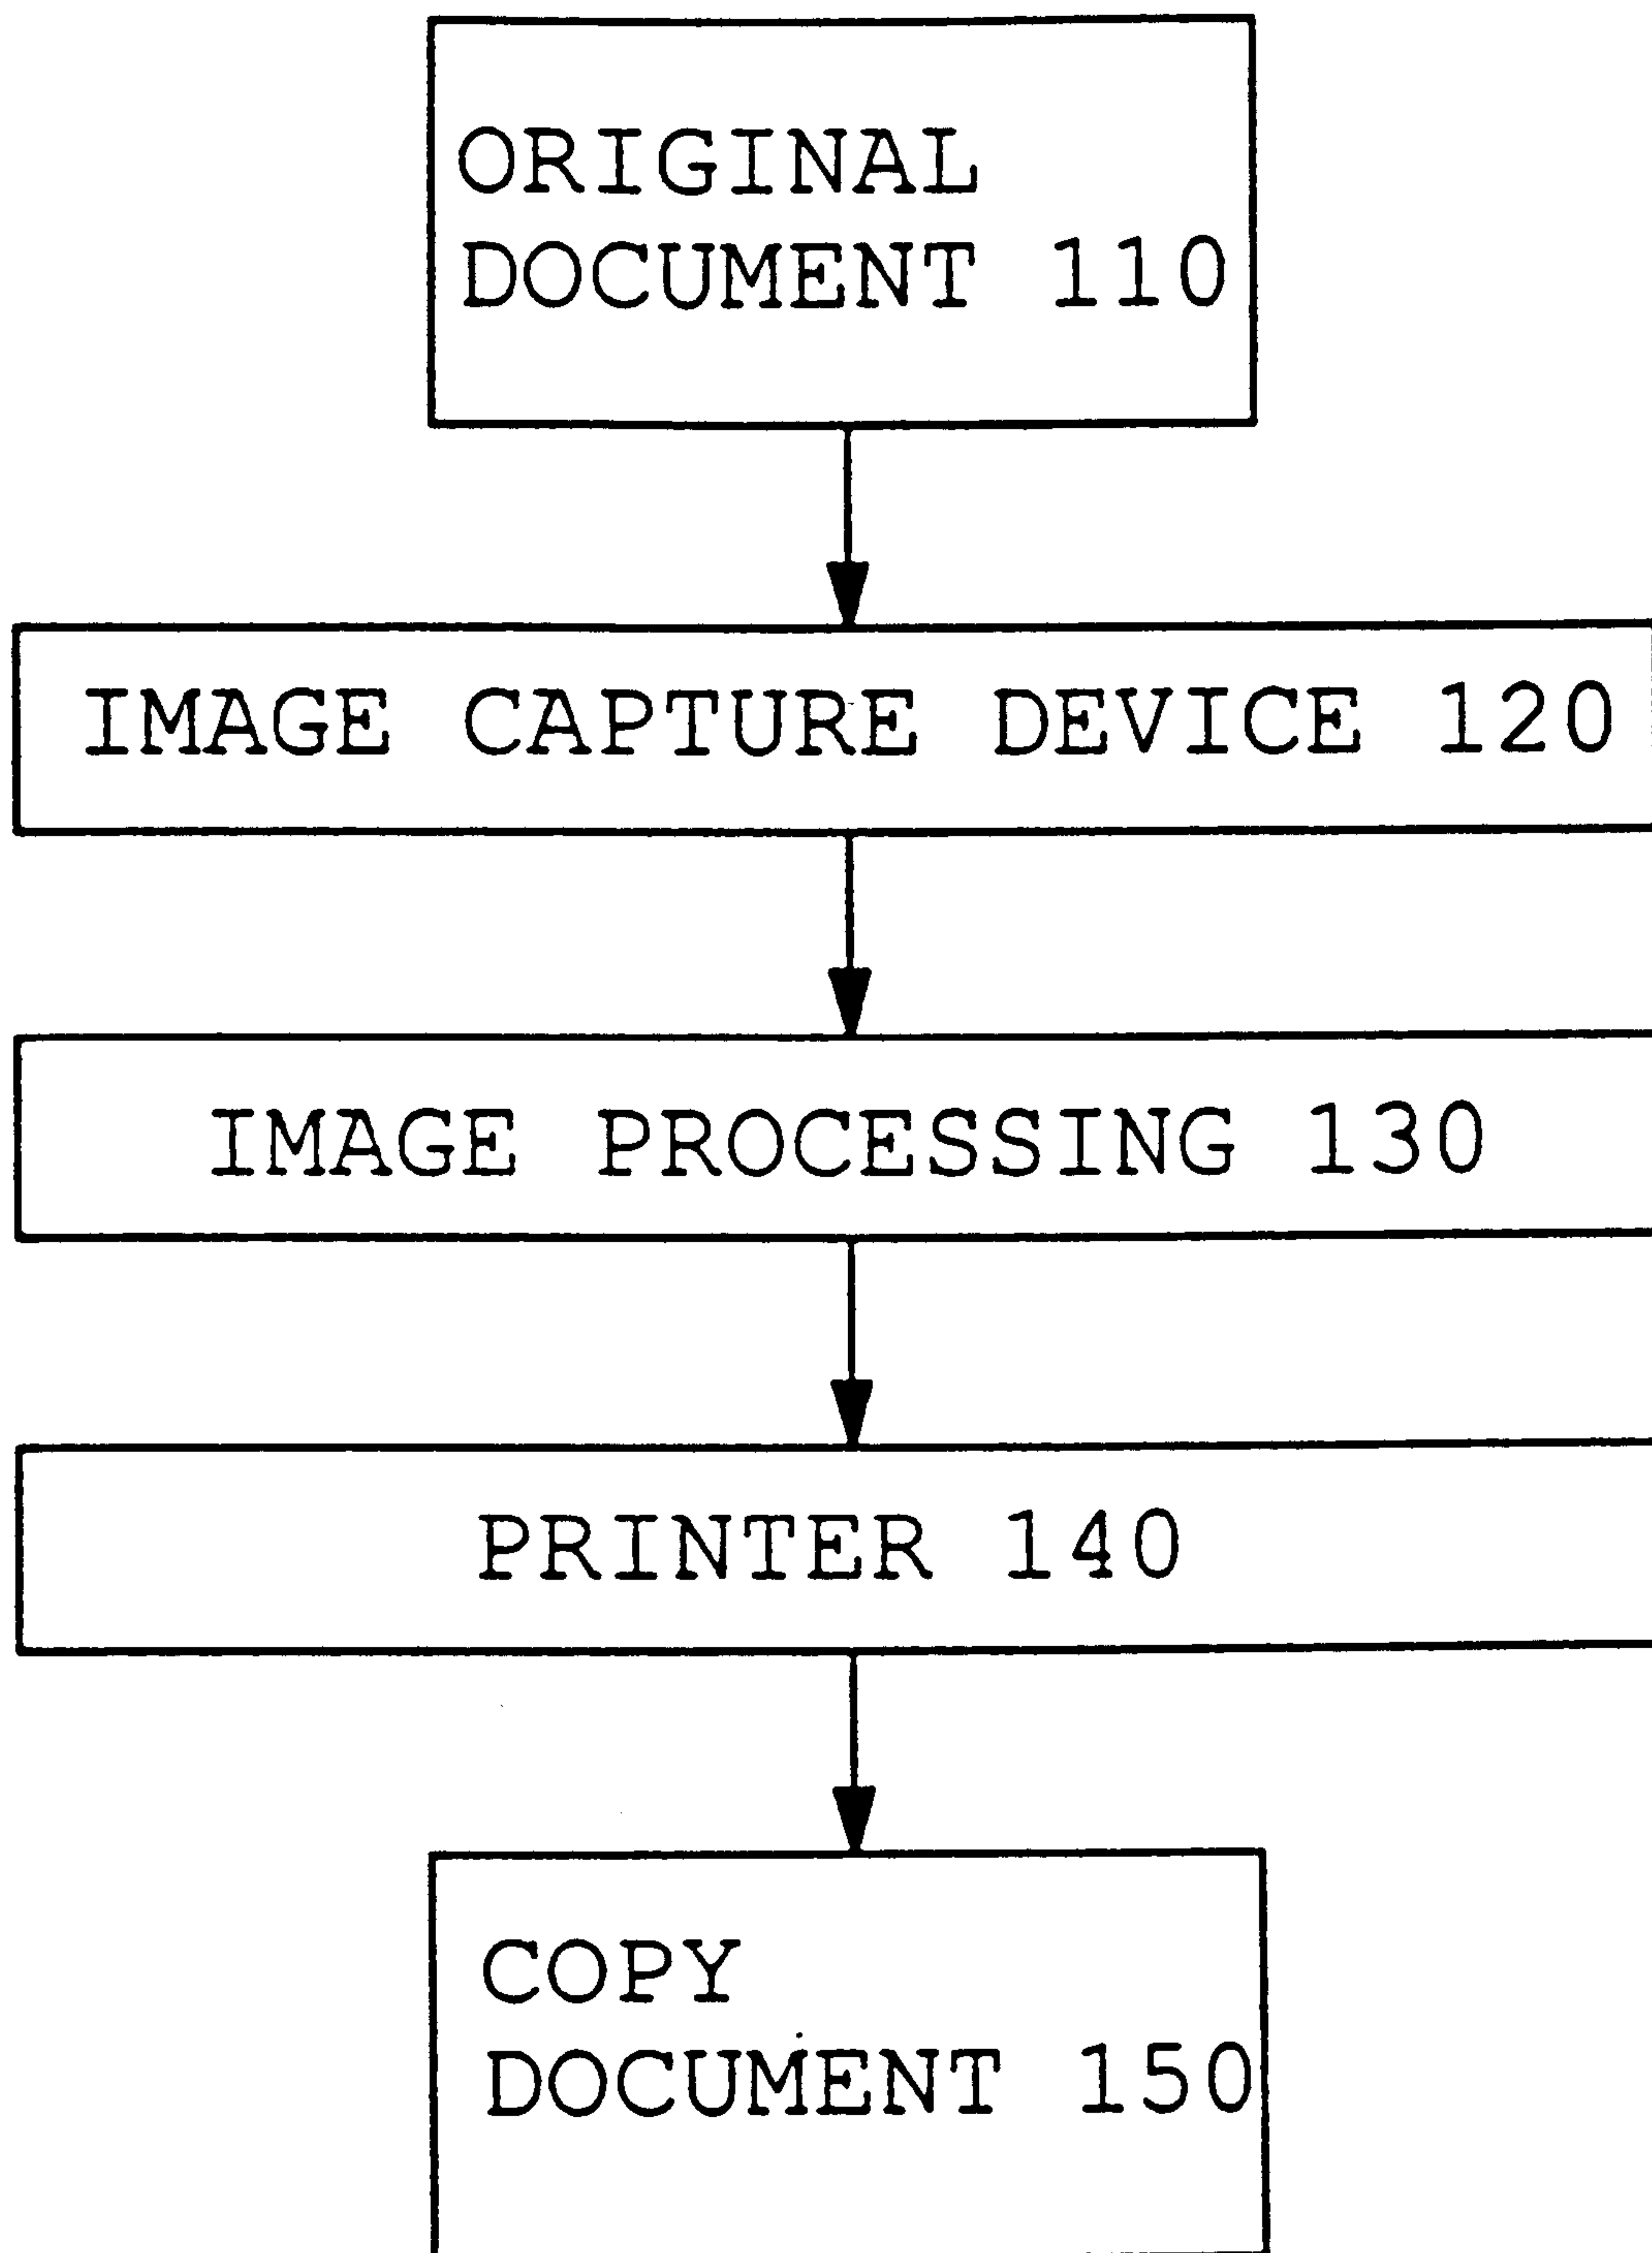 ORIGINAL
DOCUMENT 110
IMAGE CAPTURE DEVICE 120
IMAGE PROCESSING 130
PRINTER 140
COPY
DOCUMENT 150